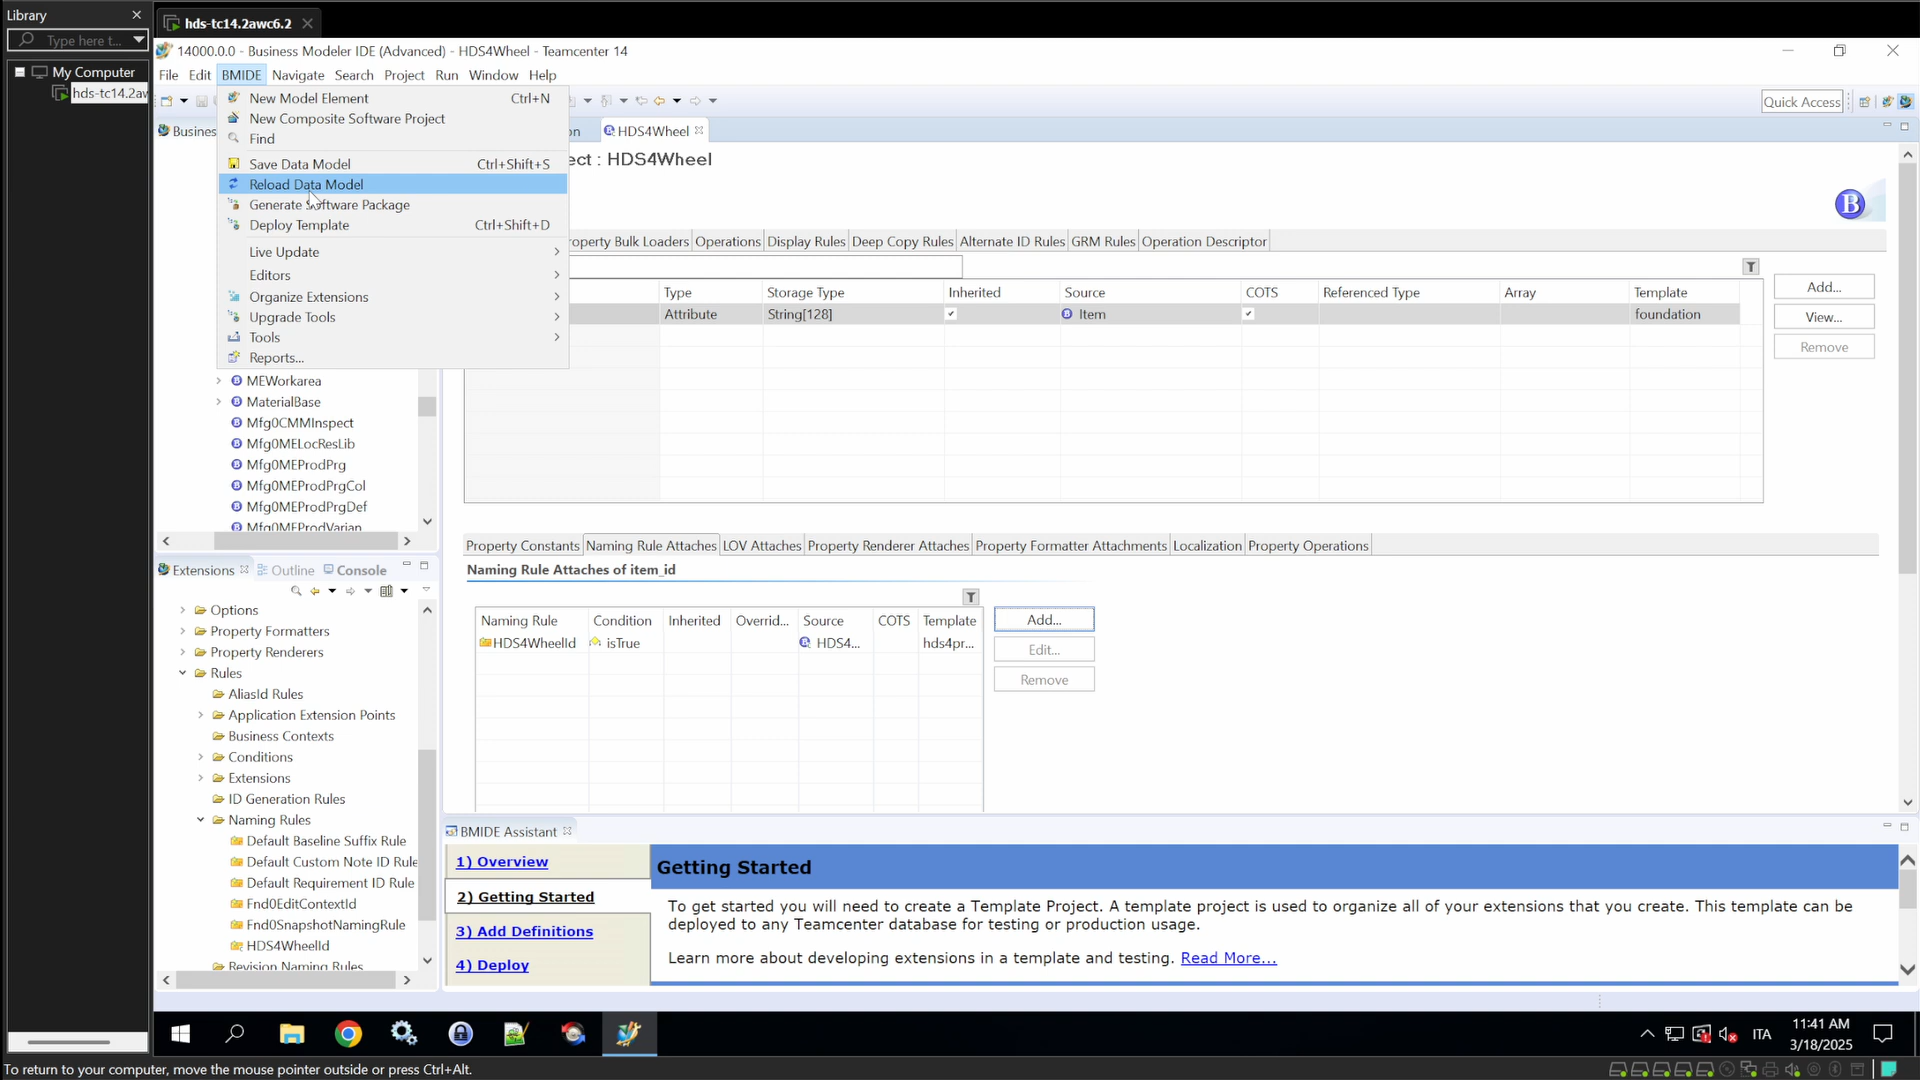 Library
hds-tc14.2awc6.2
Type here t...
My Computer
hds-tc14.2aw
14000.0.0 - Business Modeler IDE (Advanced) - HDS4Wheel - Teamcenter 14
File Edit BMIDE Navigate Search Project Run Window Help
Quick Access
New Model Element Ctrl+N
New Composite Software Project
Find
Save Data Model Ctrl+Shift+S
Reload Data Model
Generate Software Package
Deploy Template Ctrl+Shift+D
Live Update
Editors
Organize Extensions
Upgrade Tools
Tools
Reports...
Busines
on
HDS4Wheel
ect : HDS4Wheel
roperty Bulk Loaders Operations Display Rules Deep Copy Rules Alternate ID Rules GRM Rules Operation Descriptor
Type Storage Type Inherited Source COTS Referenced Type Array Template
Attribute String[128] Item foundation
Add...
View...
Remove
MEWorkarea
MaterialBase
Mfg0CMMInspect
Mfg0MELocResLib
Mfg0MEProdPrg
Mfg0MEProdPrgCol
Mfg0MEProdPrgDef
Mfg0MEProdVarian
Property Constants Naming Rule Attaches LOV Attaches Property Renderer Attaches Property Formatter Attachments Localization Property Operations
Naming Rule Attaches of item_id
Naming Rule Condition Inherited Overrid... Source COTS Template
HDS4WheelId isTrue HDS4... hds4pr...
Add...
Edit...
Remove
Extensions Outline Console
Options
Property Formatters
Property Renderers
Rules
AliasId Rules
Application Extension Points
Business Contexts
Conditions
Extensions
ID Generation Rules
Naming Rules
Default Baseline Suffix Rule
Default Custom Note ID Rule
Default Requirement ID Rule
Fnd0EditContextId
Fnd0SnapshotNamingRule
HDS4WheelId
Revision Naming Rules
BMIDE Assistant
1) Overview
2) Getting Started
3) Add Definitions
4) Deploy
Getting Started
To get started you will need to create a Template Project. A template project is used to organize all of your extensions that you create. This template can be
deployed to any Teamcenter database for testing or production usage.
Learn more about developing extensions in a template and testing. Read More...
ITA
11:41 AM
3/18/2025
To return to your computer, move the mouse pointer outside or press Ctrl+Alt.